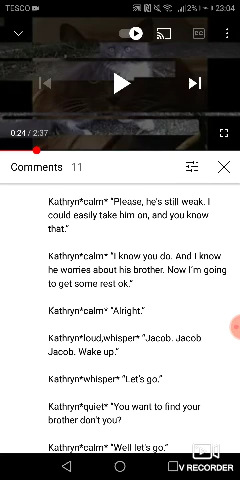 TESCO
2%
23:04
CC
0:24 / 2:37
Comments 11
Kathryn*calm* "Please, he's still weak. I
could easily take him on, and you know
that."
Kathryn*calm* "I know you do. And I know
he worries about his brother. Now I'm going
to get some rest ok."
Kathryn*calm* "Alright."
Kathryn*loud,whisper* "Jacob. Jacob
Jacob. Wake up."
Kathryn*whisper* "Let's go."
Kathryn*quiet* "You want to find your
brother don't you?
Kathryn*calm* "Well let's go."
V RECORDER